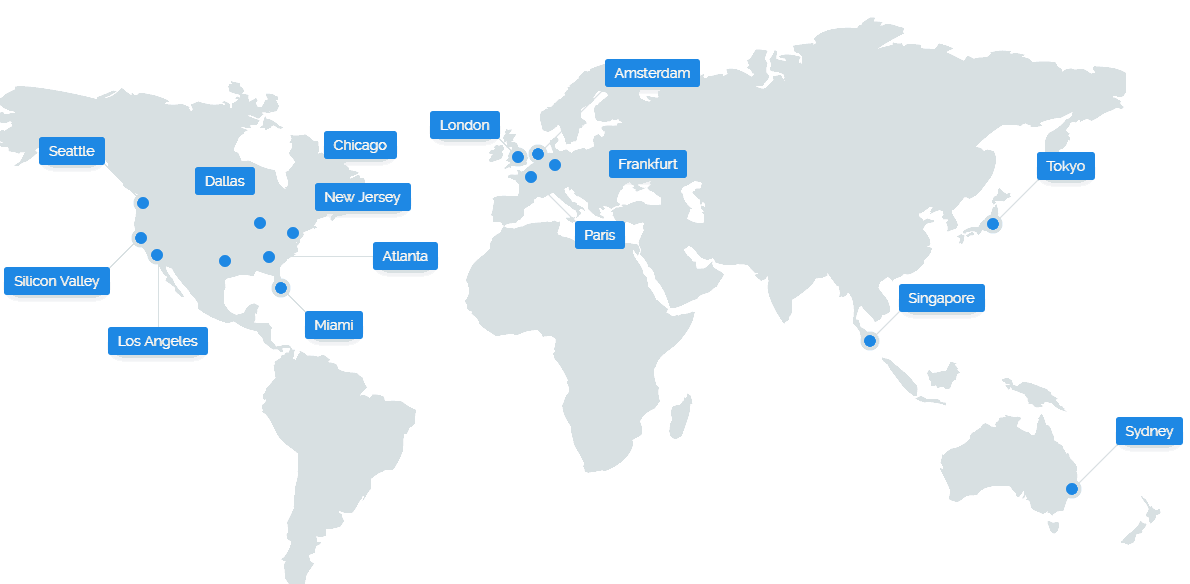 Amsterdam
London
Chicago
Seattle
Frankfurt
Tokyo
Dallas
New Jersey
Paris
Atlanta
Silicon Valley
Singapore
Miami
Los Angeles
Sydney